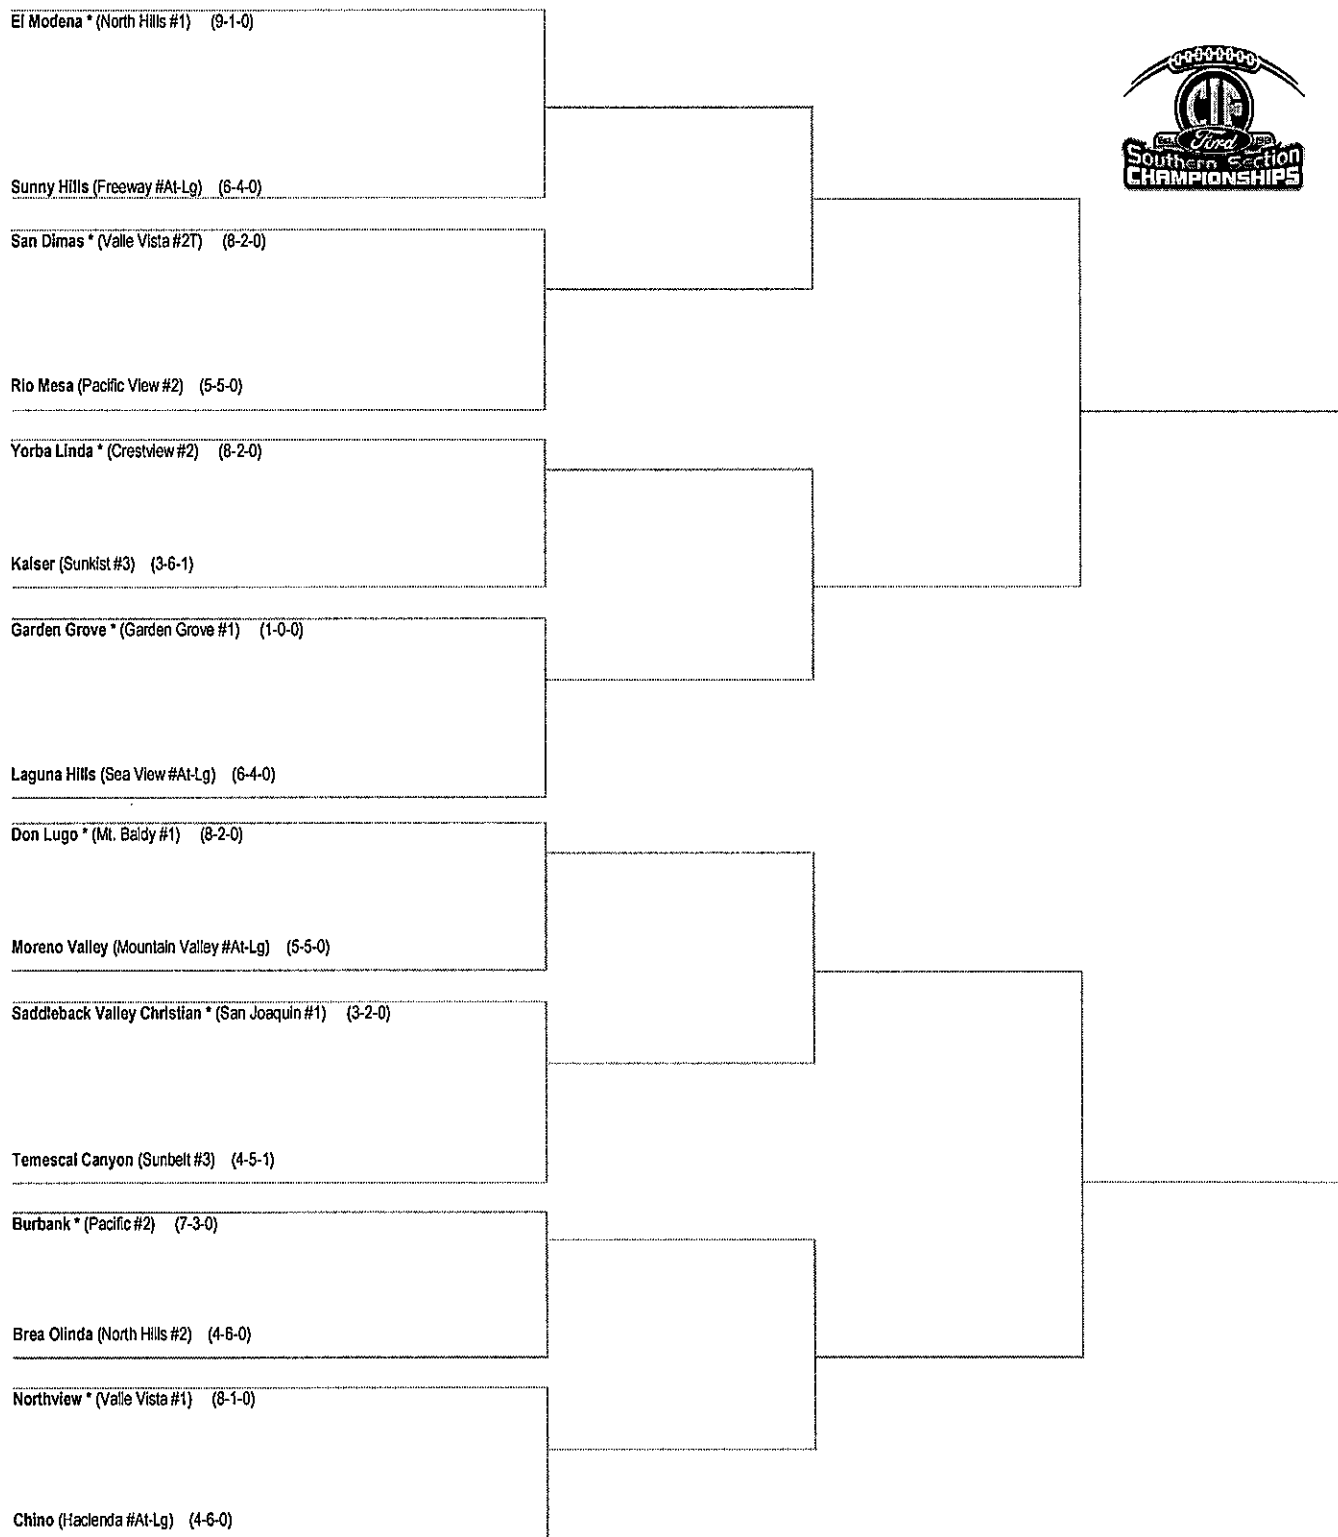 El Modena * (North Hills #1) (9-1-0)
CIF
Ford
Southern Section
CHAMPIONSHIPS
Sunny Hills (Freeway #At-Lg) (6-4-0)
San Dimas * (Valle Vista #2T) (8-2-0)
Rio Mesa (Pacific View #2) (5-5-0)
Yorba Linda * (Crestview #2) (8-2-0)
Kaiser (Sunkist #3) (3-6-1)
Garden Grove * (Garden Grove #1) (1-0-0)
Laguna Hills (Sea View #At-Lg) (6-4-0)
Don Lugo * (Mt. Baldy #1) (8-2-0)
Moreno Valley (Mountain Valley #At-Lg) (5-5-0)
Saddleback Valley Christian * (San Joaquin #1) (3-2-0)
Temescal Canyon (Sunbelt #3) (4-5-1)
Burbank * (Pacific #2) (7-3-0)
Brea Olinda (North Hills #2) (4-6-0)
Northview * (Valle Vista #1) (8-1-0)
Chino (Hacienda #At-Lg) (4-6-0)